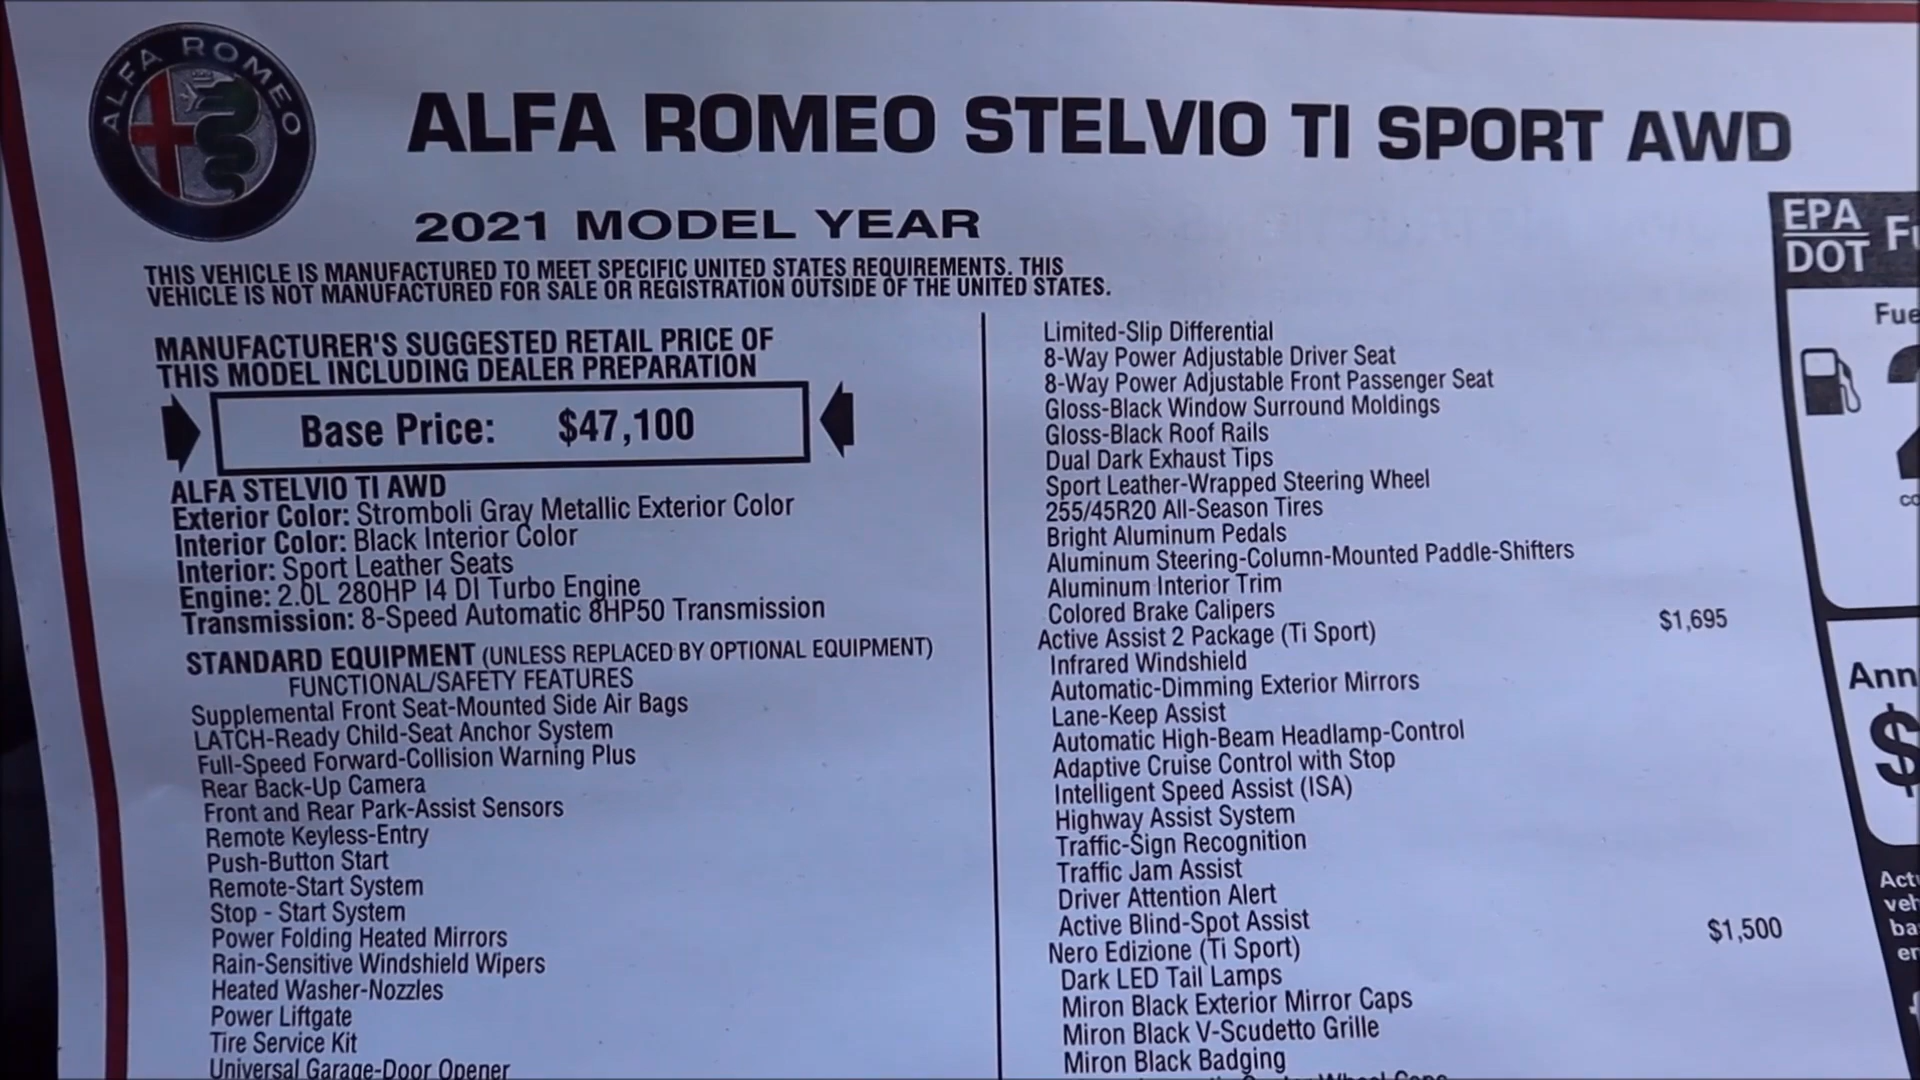 ALFA ROMEO
ALFA ROMEO STELVIO TI SPORT AWD
2021 MODEL YEAR
THIS VEHICLE IS MANUFACTURED TO MEET SPECIFIC UNITED STATES REQUIREMENTS. THIS
VEHICLE IS NOT MANUFACTURED FOR SALE OR REGISTRATION OUTSIDE OF THE UNITED STATES.
MANUFACTURER'S SUGGESTED RETAIL PRICE OF
THIS MODEL INCLUDING DEALER PREPARATION
Base Price: $47,100
ALFA STELVIO TI AWD
Exterior Color: Stromboli Gray Metallic Exterior Color
Interior Color: Black Interior Color
Interior: Sport Leather Seats
Engine: 2.0L 280HP I4 DI Turbo Engine
Transmission: 8-Speed Automatic 8HP50 Transmission
STANDARD EQUIPMENT (UNLESS REPLACED BY OPTIONAL EQUIPMENT)
FUNCTIONAL/SAFETY FEATURES
Supplemental Front Seat-Mounted Side Air Bags
LATCH-Ready Child-Seat Anchor System
Full-Speed Forward-Collision Warning Plus
Rear Back-Up Camera
Front and Rear Park-Assist Sensors
Remote Keyless-Entry
Push-Button Start
Remote-Start System
Stop - Start System
Power Folding Heated Mirrors
Rain-Sensitive Windshield Wipers
Heated Washer-Nozzles
Power Liftgate
Tire Service Kit
Universal Garage-Door Opener
Limited-Slip Differential
8-Way Power Adjustable Driver Seat
8-Way Power Adjustable Front Passenger Seat
Gloss-Black Window Surround Moldings
Gloss-Black Roof Rails
Dual Dark Exhaust Tips
Sport Leather-Wrapped Steering Wheel
255/45R20 All-Season Tires
Bright Aluminum Pedals
Aluminum Steering-Column-Mounted Paddle-Shifters
Aluminum Interior Trim
Colored Brake Calipers
Active Assist 2 Package (Ti Sport) $1,695
Infrared Windshield
Automatic-Dimming Exterior Mirrors
Lane-Keep Assist
Automatic High-Beam Headlamp-Control
Adaptive Cruise Control with Stop
Intelligent Speed Assist (ISA)
Highway Assist System
Traffic-Sign Recognition
Traffic Jam Assist
Driver Attention Alert
Active Blind-Spot Assist
Nero Edizione (Ti Sport) $1,500
Dark LED Tail Lamps
Miron Black Exterior Mirror Caps
Miron Black V-Scudetto Grille
Miron Black Badging
EPA
DOT
$